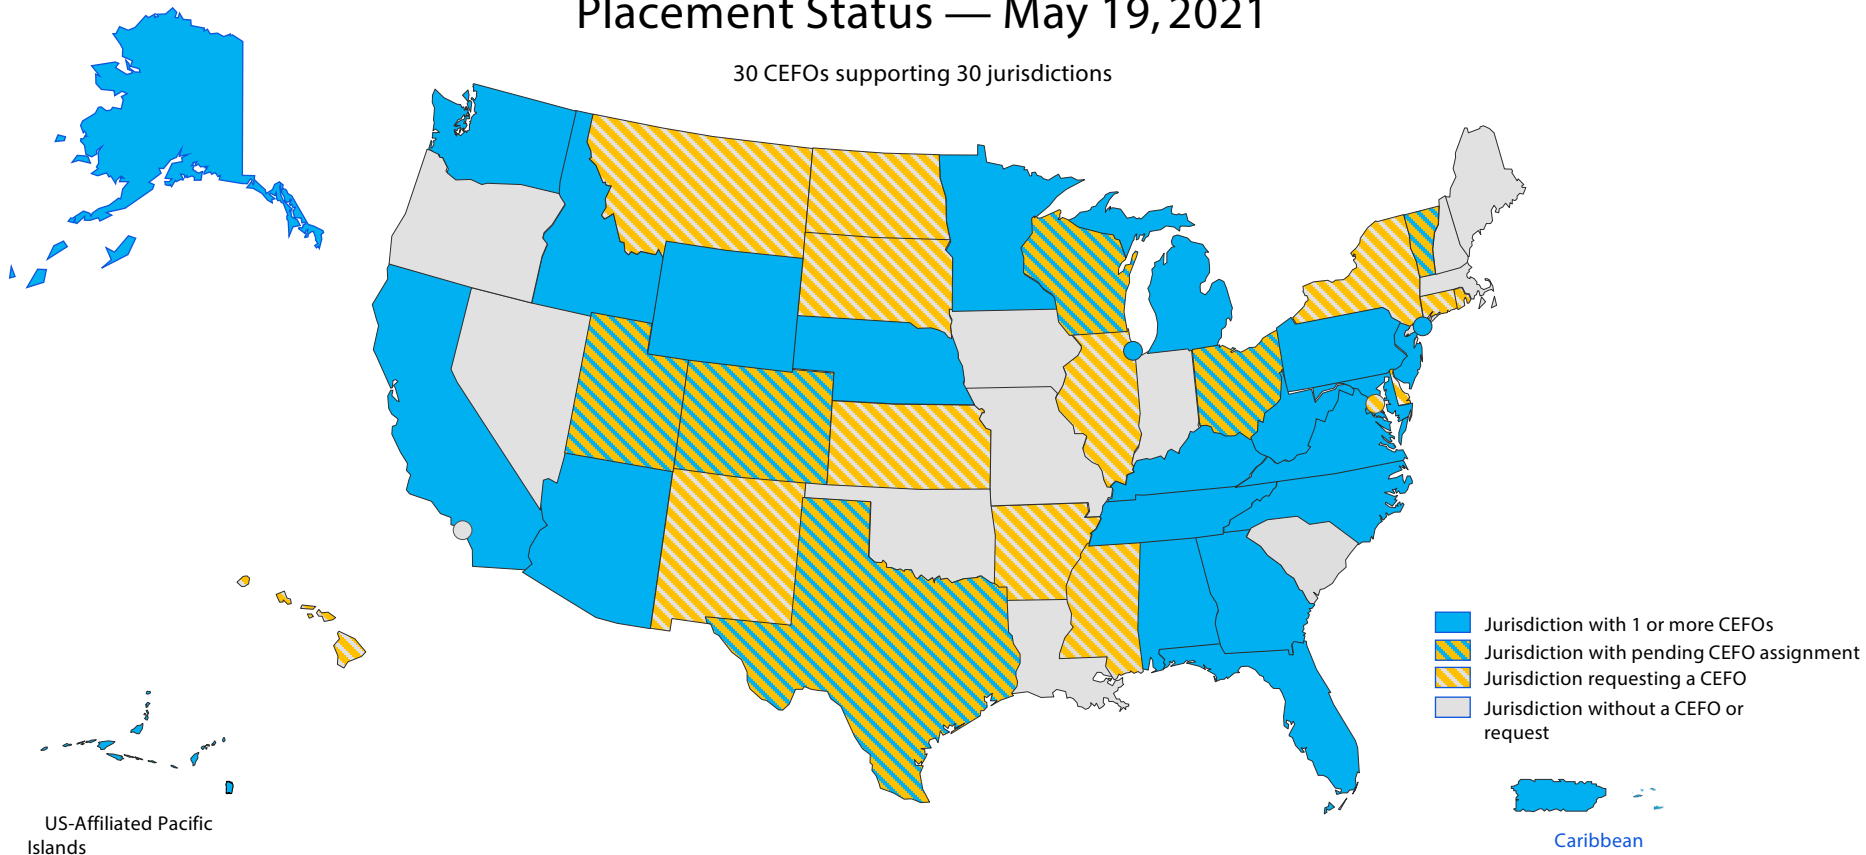 Placement Status — May 19, 2021
30 CEFOs supporting 30 jurisdictions
Jurisdiction with 1 or more CEFOs
Jurisdiction with pending CEFO assignment
Jurisdiction requesting a CEFO
Jurisdiction without a CEFO or
request
US-Affiliated Pacific
Islands
Caribbean